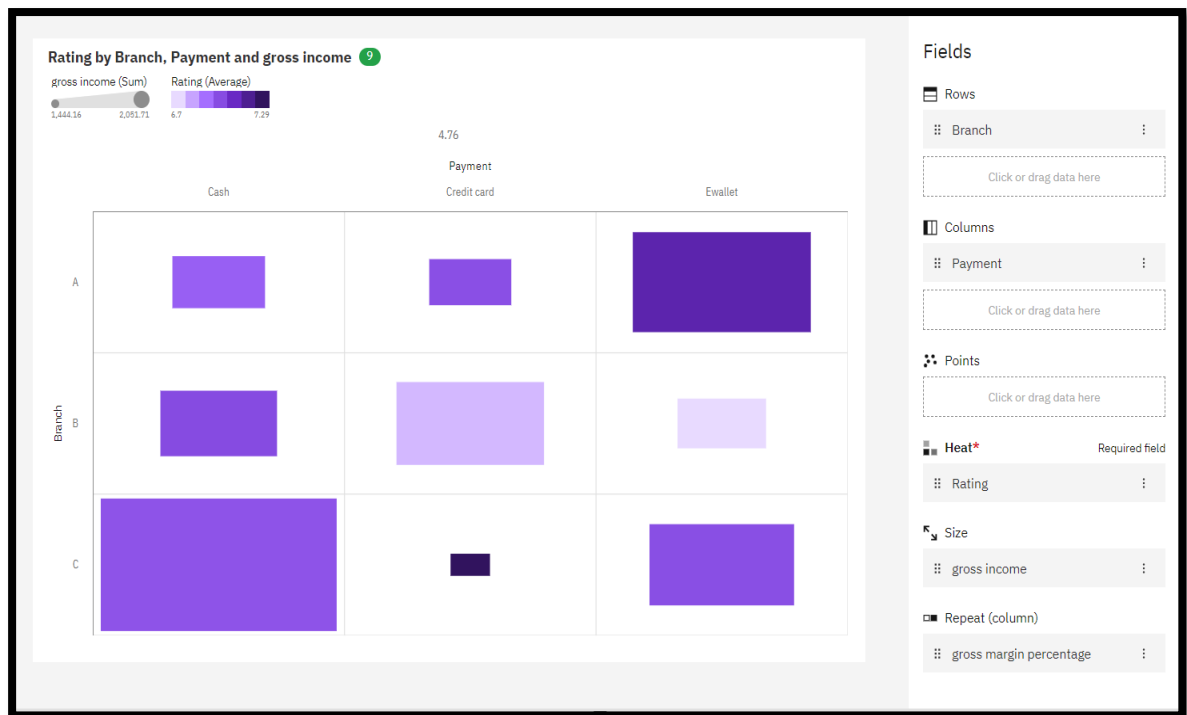 Rating by Branch, Payment and gross income 9
gross income (Sum)
1,444.16 2,051.71
Rating (Average)
6.7 7.29
4.76
Payment
Cash Credit card Ewallet
Branch
A
B
C
Fields
Rows
Branch
Click or drag data here
Columns
Payment
Click or drag data here
Points
Click or drag data here
Heat* Required field
Rating
Size
gross income
Repeat (column)
gross margin percentage